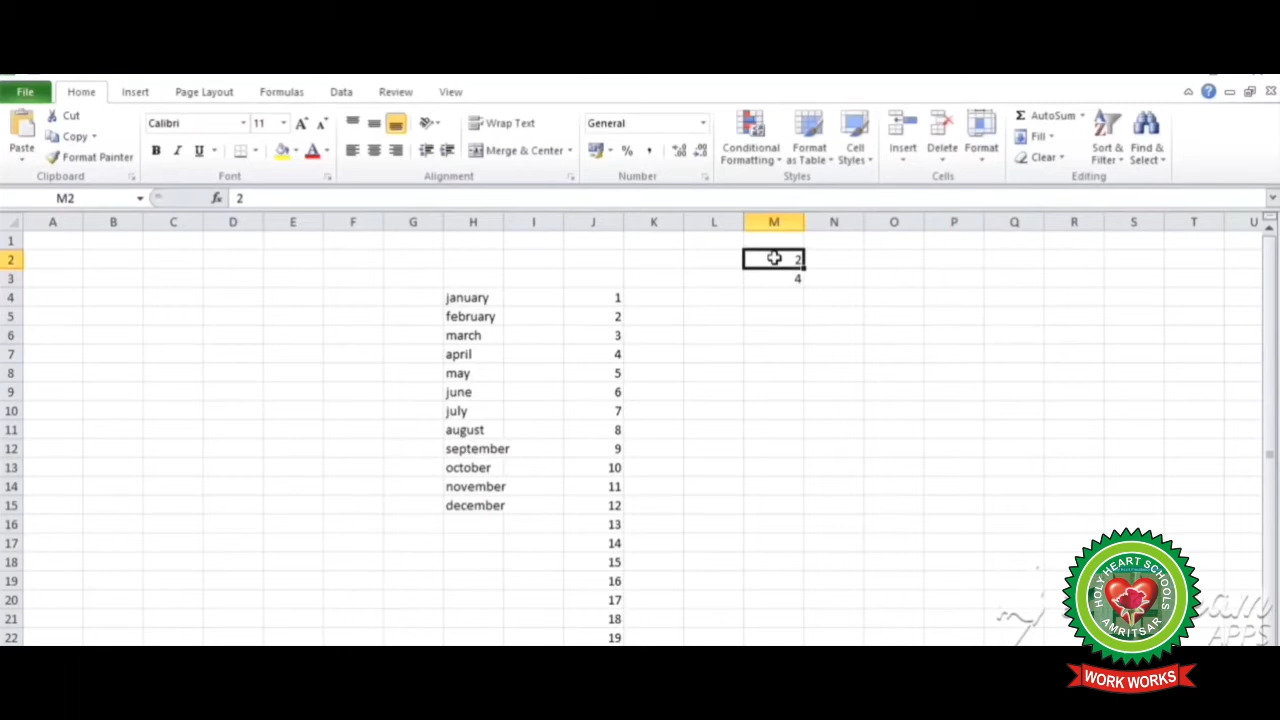 File Home Insert Page Layout Formulas Data Review View
Cut
Copy
Format Painter
Paste
Clipboard
Calibri 11 A A
B I U A
Font
Wrap Text
Merge & Center
Alignment
General
% ,
Number
Conditional Formatting
Format as Table
Cell Styles
Styles
Insert Delete Format
Cells
Σ AutoSum
Fill
Clear
Sort & Filter
Find & Select
Editing
M2 fx 2
A B C D E F G H I J K L M N O P Q R S T U
1
2 2
3 4
4 january 1
5 february 2
6 march 3
7 april 4
8 may 5
9 june 6
10 july 7
11 august 8
12 september 9
13 october 10
14 november 11
15 december 12
16 13
17 14
18 15
19 16
20 17
21 18
22 19
HOLY HEART SCHOOLS
AMRITSAR
WORK WORKS
APPS